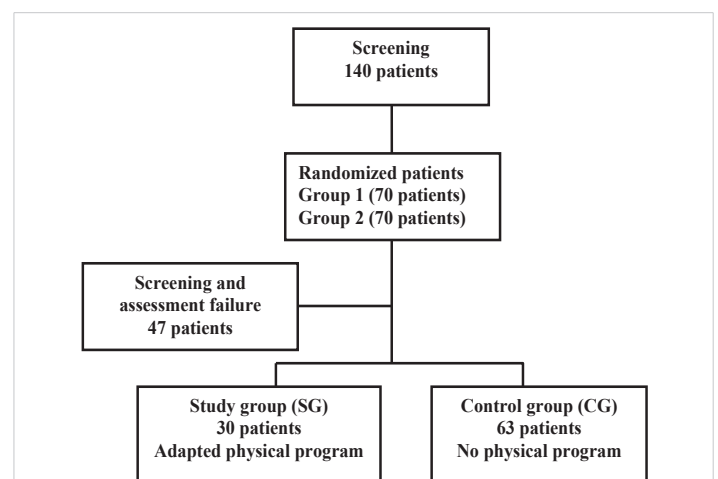 Screening
140 patients
Randomized patients
Group 1 (70 patients)
Group 2 (70 patients)
Screening and
assessment failure
47 patients
Study group (SG)
30 patients
Adapted physical program
Control group (CG)
63 patients
No physical program